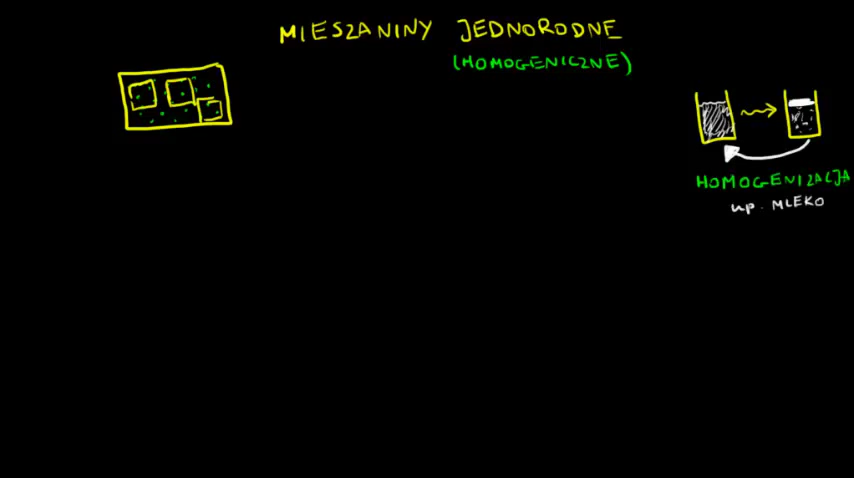 MIESZANINY JEDNORODNE
(HOMOGENICZNE)
HOMOGENIZACJA
np. MLEKO